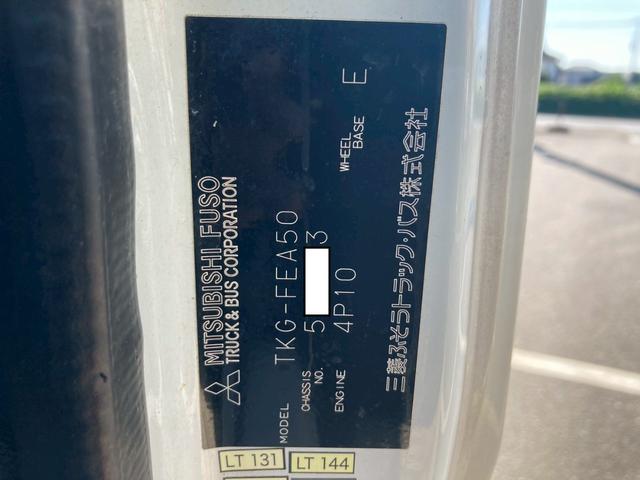 MITSUBISHI FUSO
TRUCK & BUS CORPORATION
MODEL TKG-FEA50
CHASSIS NO. 5 3
ENGINE 4P10 WHEEL BASE E
三菱ふそうトラック・バス株式会社
LT 131
LT 144